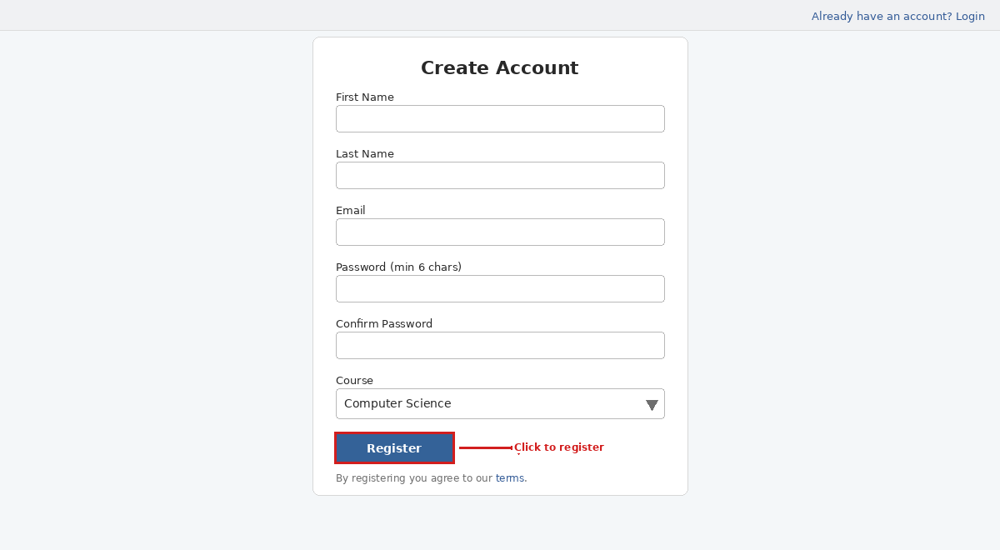 Already have an account? Login
Create Account
First Name
Last Name
Email
Password (min 6 chars)
Confirm Password
Course
Computer Science
Register
Click to register
By registering you agree to our terms.